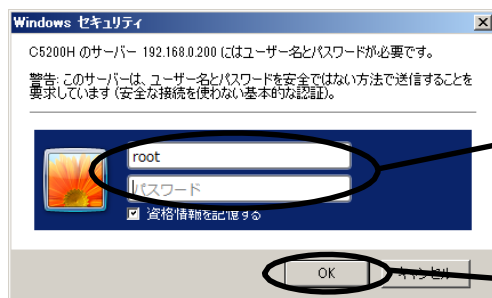 Windows セキュリティ
C5200H のサーバー 192.168.0.200 にはユーザー名とパスワードが必要です。
警告: このサーバーは、ユーザー名とパスワードを安全ではない方法で送信することを
要求しています (安全な接続を使わない基本的な認証)。
root
パスワード
資格情報を記憶する
OK
キャンセル